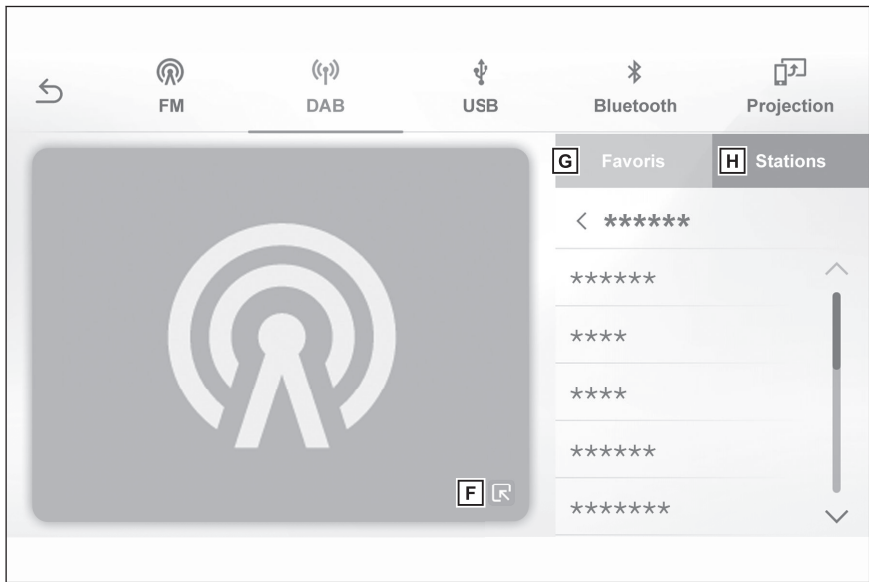 FM DAB USB Bluetooth Projection
G Favoris H Stations
******
******
****
****
******
F
*******